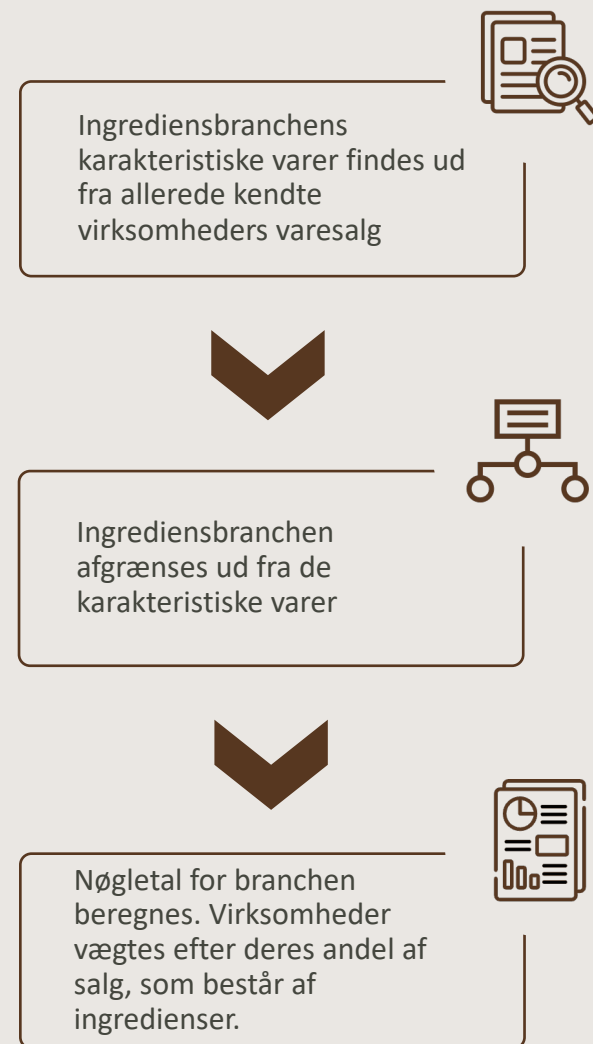 Ingrediensbranchens
karakteristiske varer findes ud
fra allerede kendte
virksomheders varesalg
Ingrediensbranchen
afgrænses ud fra de
karakteristiske varer
Nøgletal for branchen
beregnes. Virksomheder
vægtes efter deres andel af
salg, som består af
ingredienser.